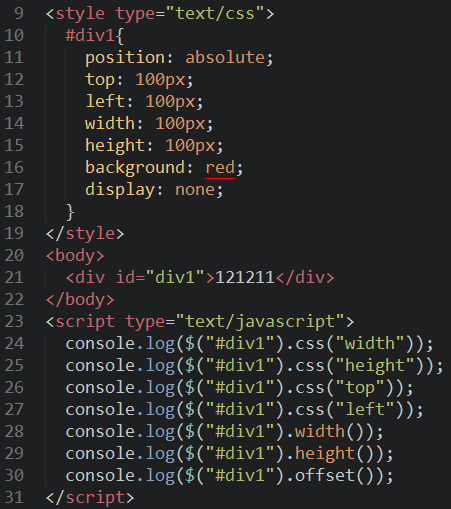 9 <style type="text/css">
10 #div1{
11 position: absolute;
12 top: 100px;
13 left: 100px;
14 width: 100px;
15 height: 100px;
16 background: red;
17 display: none;
18 }
19 </style>
20 <body>
21 <div id="div1">121211</div>
22 </body>
23 <script type="text/javascript">
24 console.log($("#div1").css("width"));
25 console.log($("#div1").css("height"));
26 console.log($("#div1").css("top"));
27 console.log($("#div1").css("left"));
28 console.log($("#div1").width());
29 console.log($("#div1").height());
30 console.log($("#div1").offset());
31 </script>